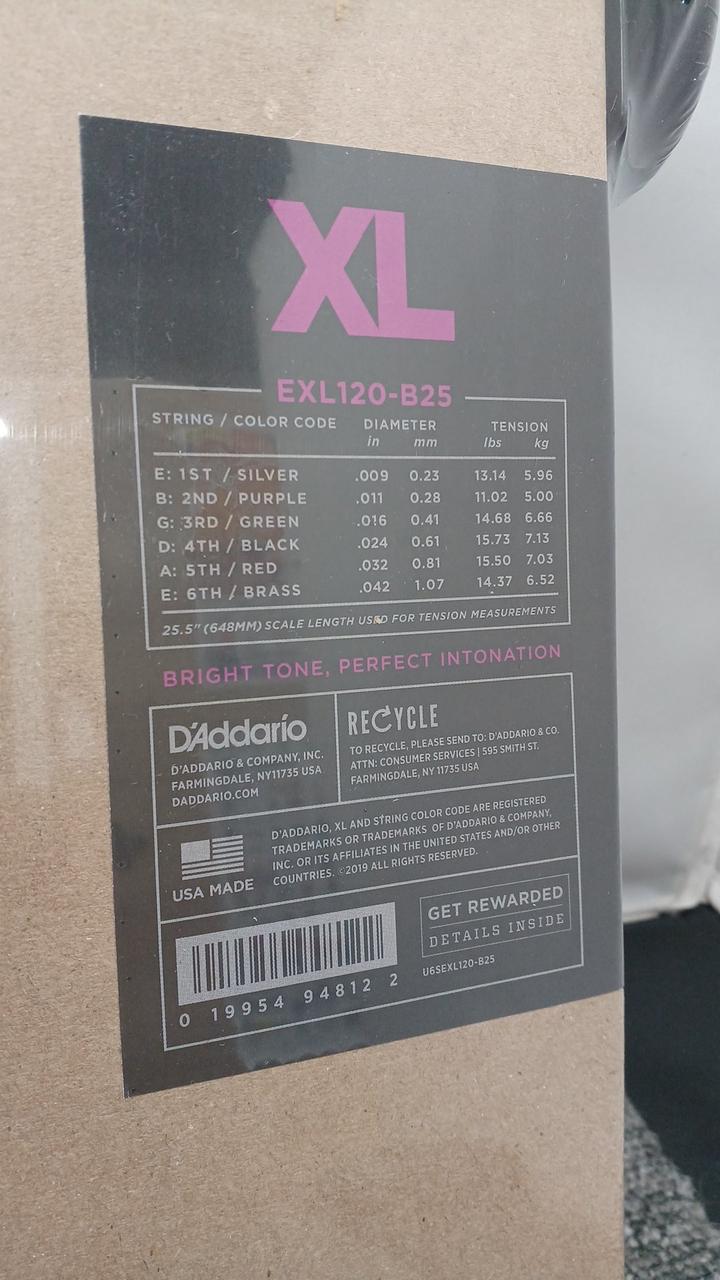 XL
EXL120-B25
STRING / COLOR CODE DIAMETER TENSION
in mm lbs kg
E: 1ST / SILVER .009 0.23 13.14 5.96
B: 2ND / PURPLE .011 0.28 11.02 5.00
G: 3RD / GREEN .016 0.41 14.68 6.66
D: 4TH / BLACK .024 0.61 15.73 7.13
A: 5TH / RED .032 0.81 15.50 7.03
E: 6TH / BRASS .042 1.07 14.37 6.52
25.5" (648MM) SCALE LENGTH USED FOR TENSION MEASUREMENTS
BRIGHT TONE, PERFECT INTONATION
D'Addario
D'ADDARIO & COMPANY, INC.
FARMINGDALE, NY11735 USA
DADDARIO.COM
RECYCLE
TO RECYCLE, PLEASE SEND TO: D'ADDARIO & CO.
ATTN: CONSUMER SERVICES | 595 SMITH ST.
FARMINGDALE, NY 11735 USA
USA MADE
D'ADDARIO, XL AND STRING COLOR CODE ARE REGISTERED
TRADEMARKS OR TRADEMARKS OF D'ADDARIO & COMPANY,
INC. OR ITS AFFILIATES IN THE UNITED STATES AND/OR OTHER
COUNTRIES. ©2019 ALL RIGHTS RESERVED.
0 19954 94812 2
GET REWARDED
DETAILS INSIDE
U6SEXL120-B25